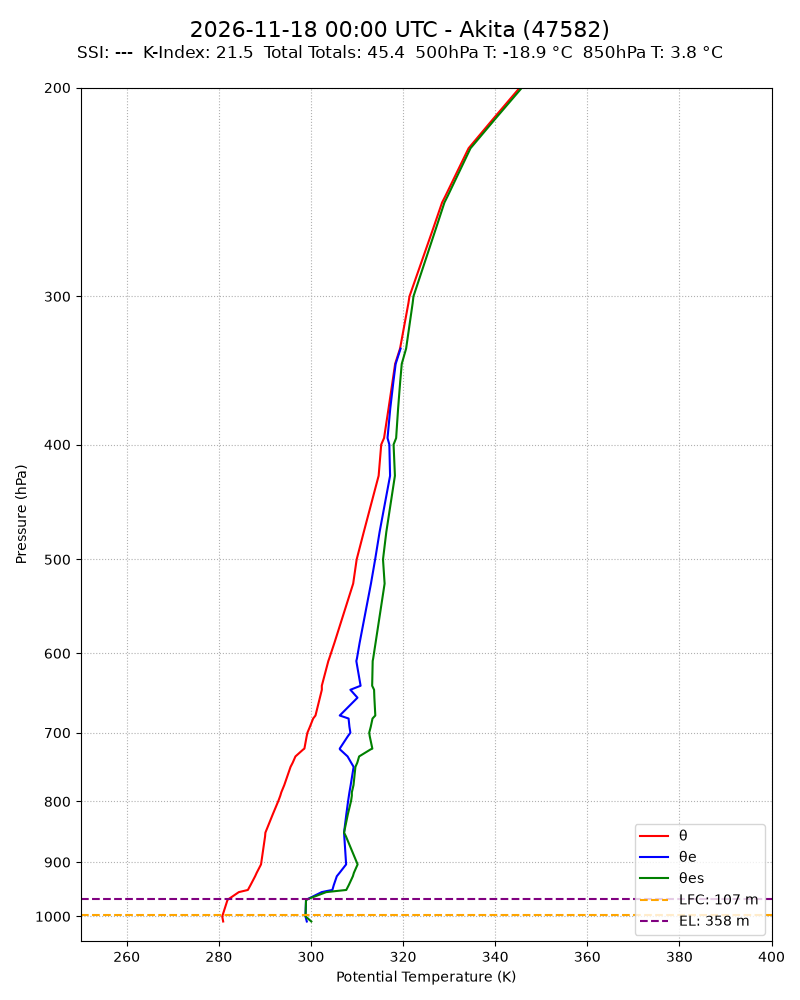 2026-11-18 00:00 UTC - Akita (47582)
SSI: --- K-Index: 21.5 Total Totals: 45.4 500hPa T: -18.9 °C 850hPa T: 3.8 °C
200
300
400
500
600
700
800
900
1000
Pressure (hPa)
260 280 300 320 340 360 380 400
Potential Temperature (K)
θ
θe
θes
LFC: 107 m
EL: 358 m